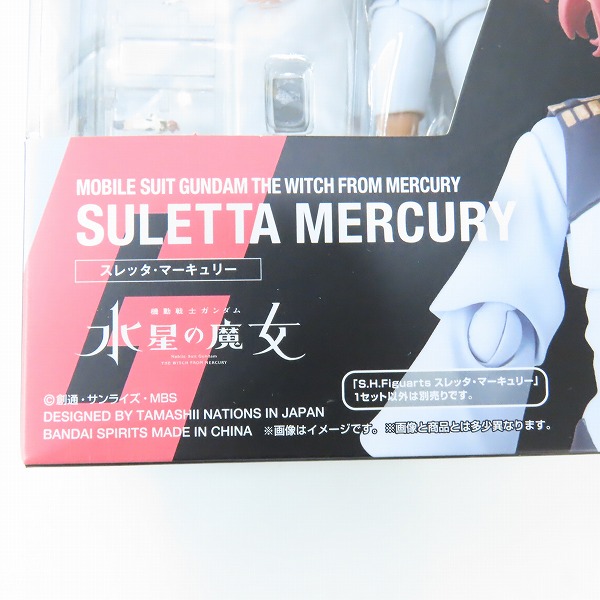 MOBILE SUIT GUNDAM THE WITCH FROM MERCURY
SULETTA MERCURY
スレッタ・マーキュリー
機動戦士ガンダム
水星の魔女
Mobile Suit Gundam
THE WITCH FROM MERCURY
「S.H.Figuarts スレッタ・マーキュリー」
1セット以外は別売りです。
©創通・サンライズ・MBS
DESIGNED BY TAMASHII NATIONS IN JAPAN
BANDAI SPIRITS MADE IN CHINA ※画像はイメージです。※画像と商品とは多少異なります。